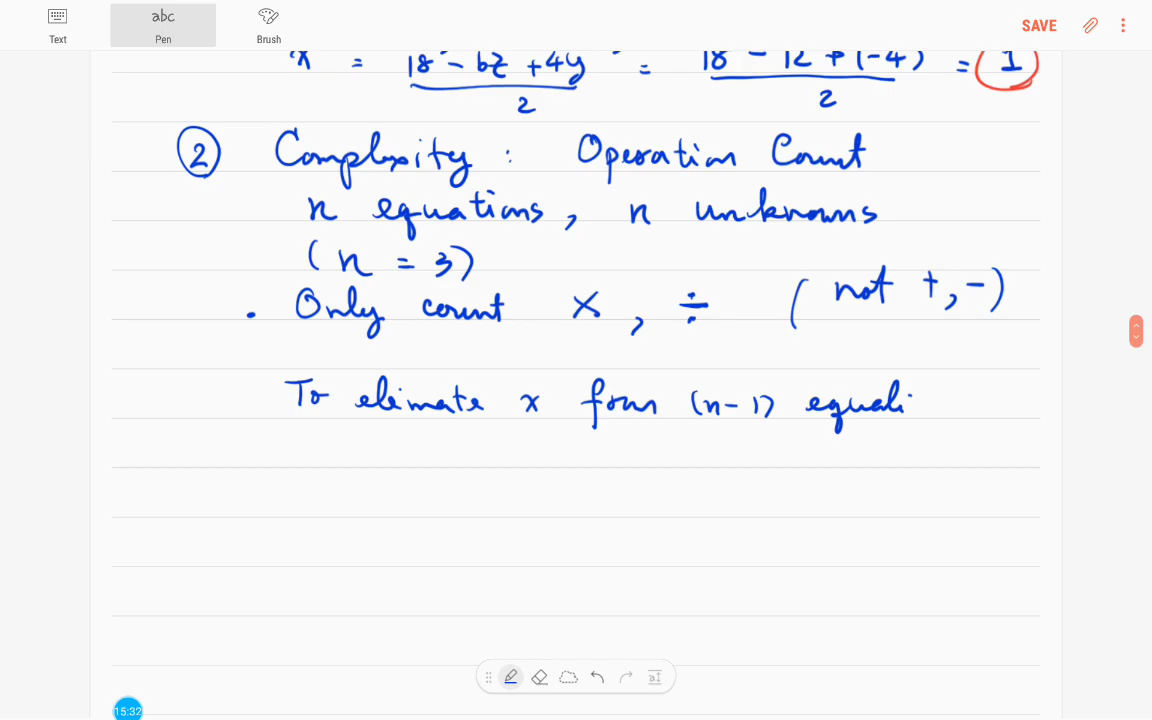 Text
abc
Pen
Brush
SAVE
x = 18 - 6z + 4y / 2 = 18 - 12 + (-4) / 2 = 1
② Complexity : Operation Count
n equations, n unknowns
(n = 3)
. Only count ×, ÷ (not +, -)
To elimate x from (n-1) equati
15:32